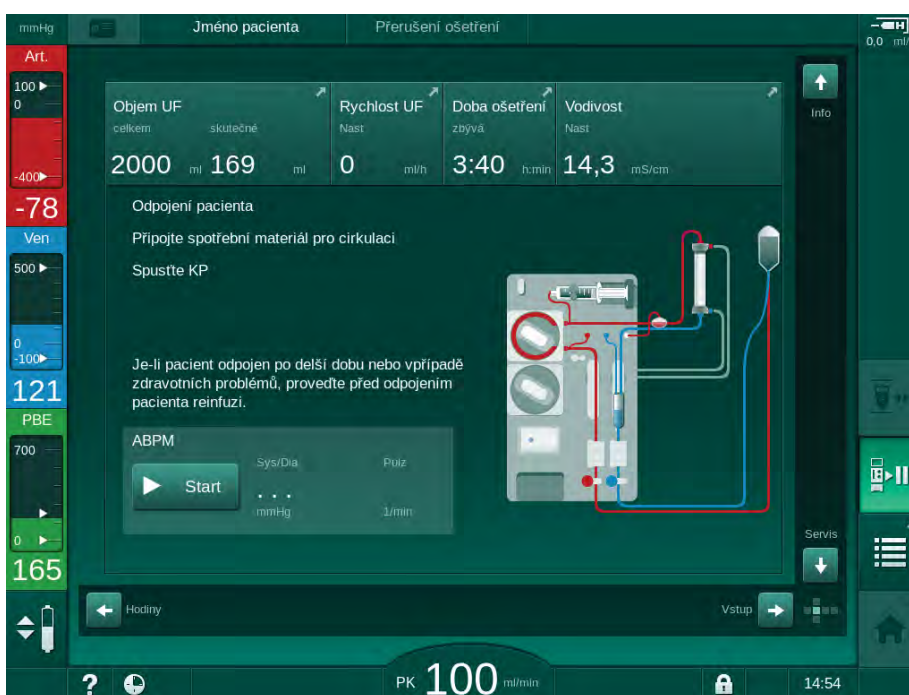 mmHg
Jméno pacienta
Přerušení ošetření
0,0 ml/
Art.
100
0
-400
-78
Ven
500
0
-100
121
PBE
700
0
165
Objem UF
celkem skutečné
2000 ml 169 ml
Rychlost UF
Nast
0 ml/h
Doba ošetření
zbývá
3:40 h:min
Vodivost
Nast
14,3 mS/cm
Info
Odpojení pacienta
Připojte spotřební materiál pro cirkulaci
Spusťte KP
Je-li pacient odpojen po delší dobu nebo vpřípadě
zdravotních problémů, proveďte před odpojením
pacienta reinfuzi.
ABPM
Start
Sys/Dia
. . .
mmHg
Pulz
1/min
Servis
Hodiny
Vstup
?
PK 100 ml/min
14:54